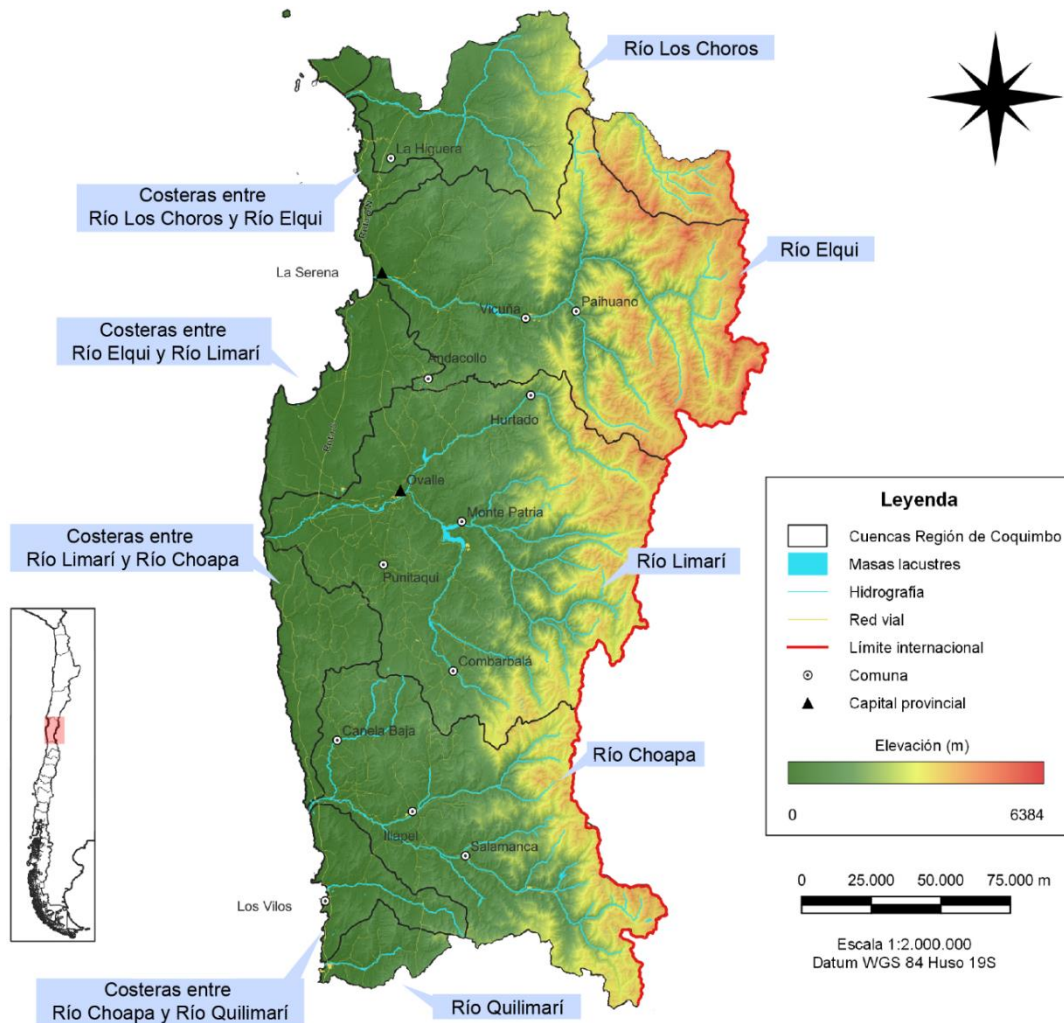 Río Los Choros
La Higuera
Costeras entre
Río Los Choros y Río Elqui
Río Elqui
La Serena
Vicuña
Paihuano
Costeras entre
Río Elqui y Río Limarí
Andacollo
Hurtado
Ovalle
Monte Patria
Costeras entre
Río Limarí y Río Choapa
Punitaqui
Río Limarí
Combarbalá
Canela Baja
Río Choapa
Illapel
Salamanca
Los Vilos
Costeras entre
Río Choapa y Río Quilimarí
Río Quilimarí
Leyenda
Cuencas Región de Coquimbo
Masas lacustres
Hidrografía
Red vial
Límite internacional
Comuna
Capital provincial
Elevación (m)
0 6384
0 25.000 50.000 75.000 m
Escala 1:2.000.000
Datum WGS 84 Huso 19S